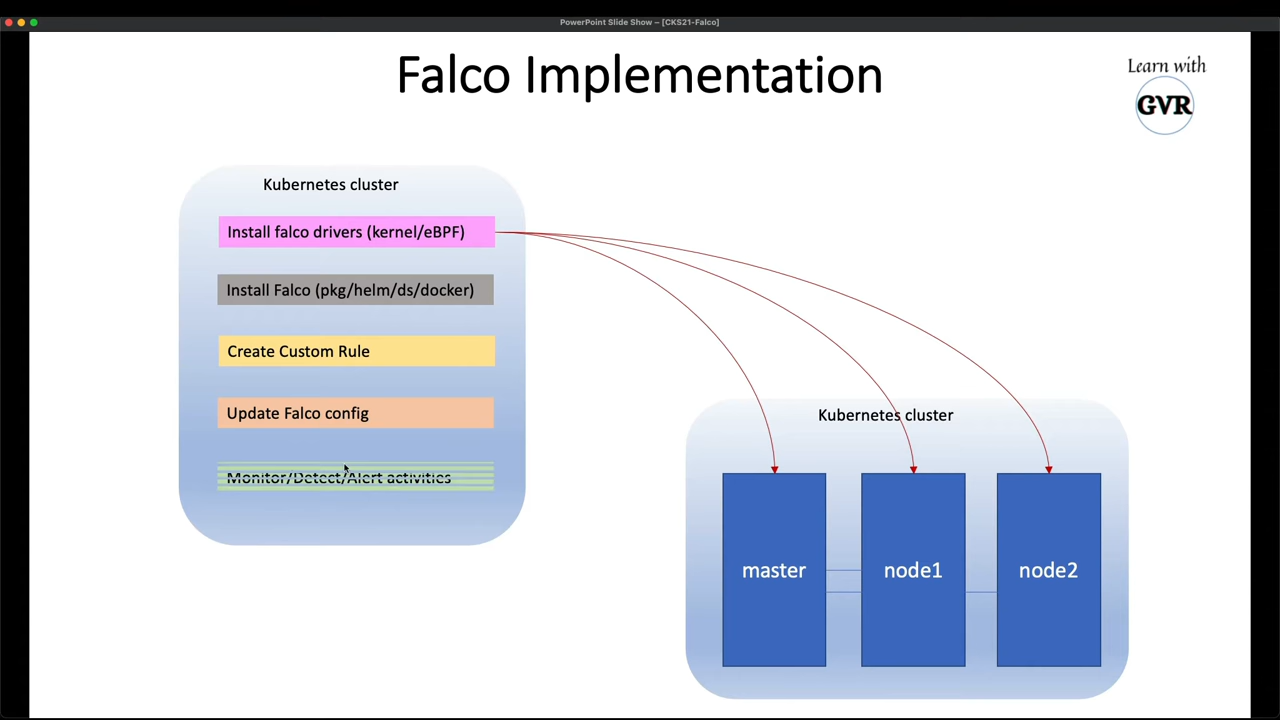 PowerPoint Slide Show – [CKS21-Falco]
Falco Implementation
Learn with
GVR
Kubernetes cluster
Install falco drivers (kernel/eBPF)
Install Falco (pkg/helm/ds/docker)
Create Custom Rule
Update Falco config
Monitor/Detect/Alert activities
Kubernetes cluster
master
node1
node2